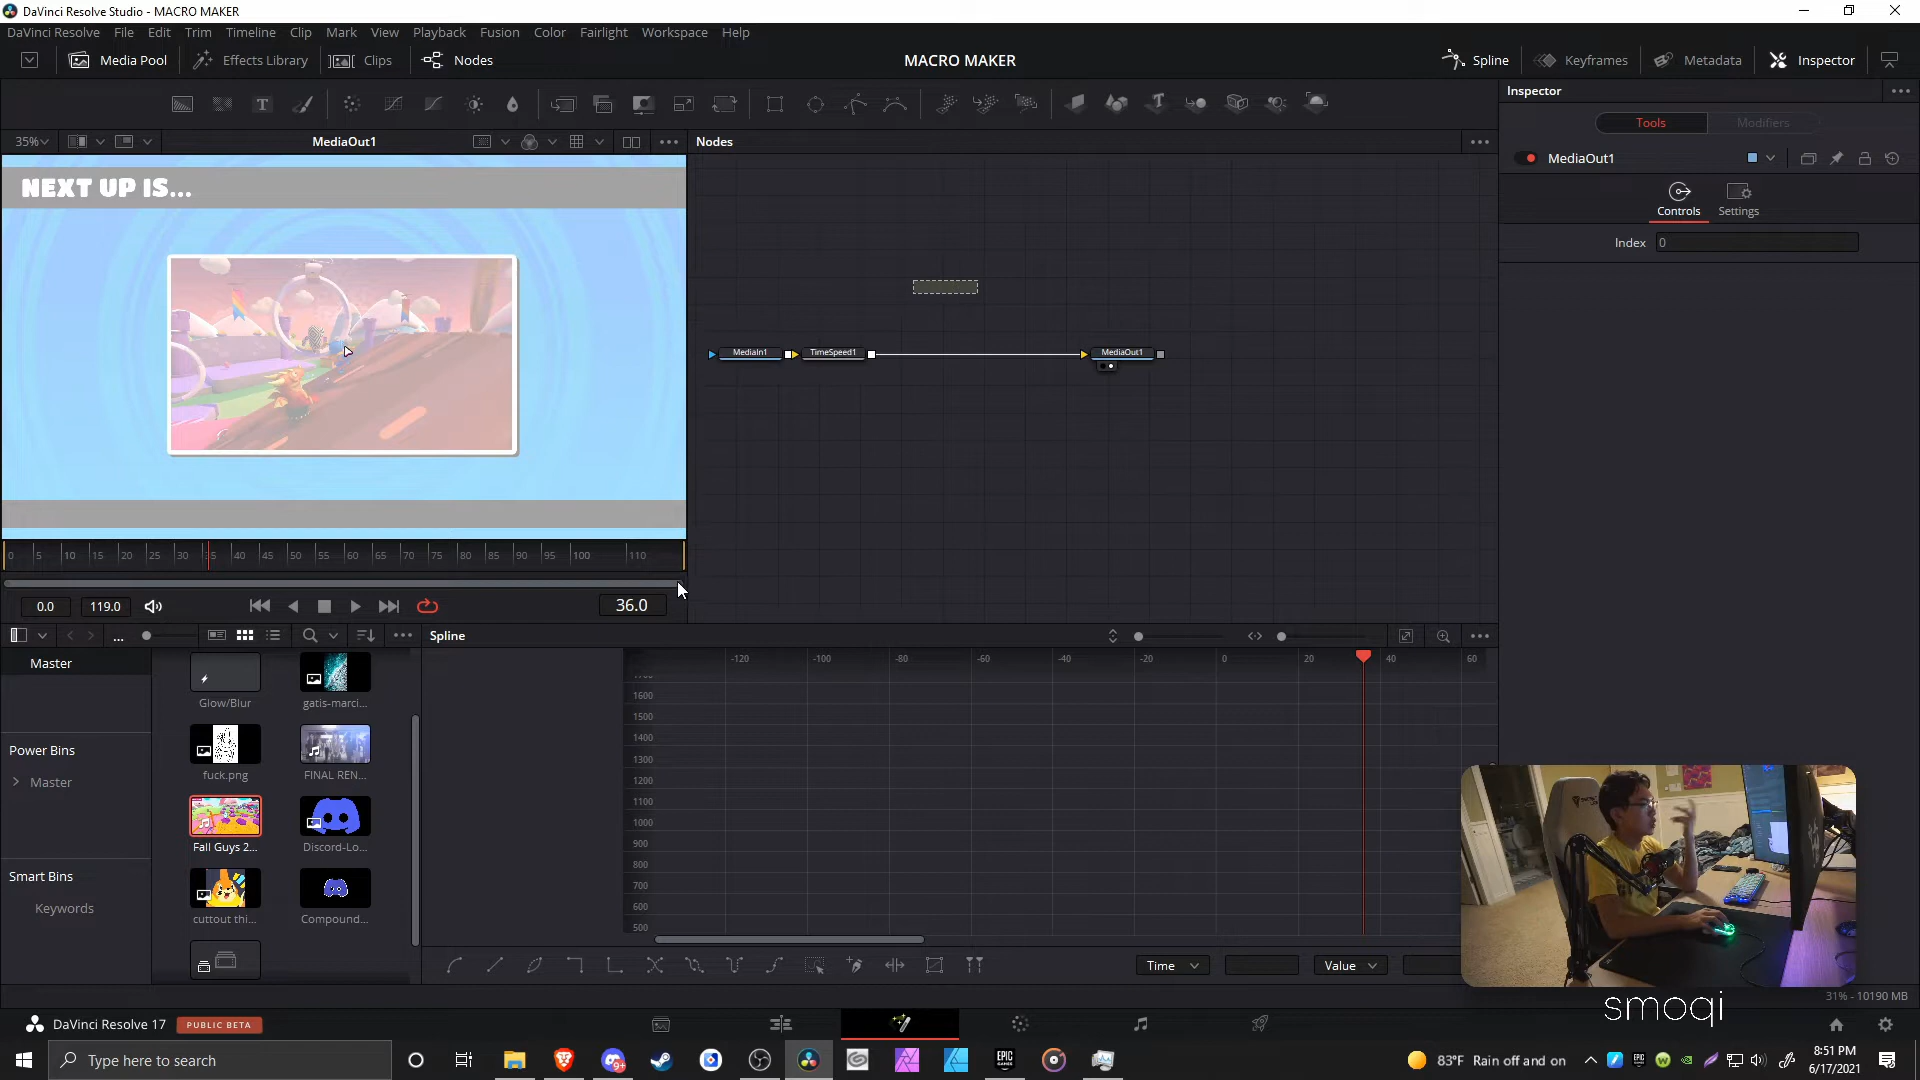 DaVinci Resolve Studio - MACRO MAKER
DaVinci Resolve File Edit Trim Timeline Clip Mark View Playback Fusion Color Fairlight Workspace Help
Media Pool Effects Library Clips Nodes MACRO MAKER Spline Keyframes Metadata Inspector
Inspector
Tools Modifiers
35% MediaOut1 Nodes
MediaOut1
Controls Settings
Index 0
NEXT UP IS...
MediaIn1 TimeSpeed1 MediaOut1
0 5 10 15 20 25 30 35 40 45 50 55 60 65 70 75 80 85 90 95 100 110
0.0 119.0 36.0
... Spline
Master
Power Bins
Master
Smart Bins
Keywords
Glow/Blur gatis-marci...
fuck.png FINAL REN...
Fall Guys 2... Discord-Lo...
cuttout thi... Compound...
-120 -100 -80 -60 -40 -20 0 20 40 60
1600
1500
1400
1300
1200
1100
1000
900
800
700
600
500
Time Value
31% - 10190 MB
smoqi
DaVinci Resolve 17 PUBLIC BETA
Type here to search
9+
EPIC GAMES
83°F Rain off and on
8:51 PM
6/17/2021